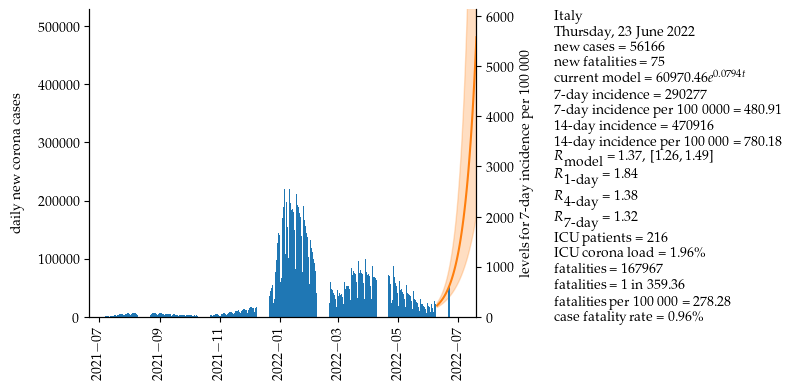 500000
400000
300000
200000
100000
0
daily new corona cases
2021−07
2021−09
2021−11
2022−01
2022−03
2022−05
2022−07
6000
5000
4000
3000
2000
1000
0
levels for 7-day incidence per 100 000
Italy
Thursday, 23 June 2022
new cases = 56166
new fatalities = 75
current model = 60970.46e^0.0794t
7-day incidence = 290277
7-day incidence per 100 0000 = 480.91
14-day incidence = 470916
14-day incidence per 100 000 = 780.18
R_model = 1.37, [1.26, 1.49]
R_1-day = 1.84
R_4-day = 1.38
R_7-day = 1.32
ICU patients = 216
ICU corona load = 1.96%
fatalities = 167967
fatalities = 1 in 359.36
fatalities per 100 000 = 278.28
case fatality rate = 0.96%